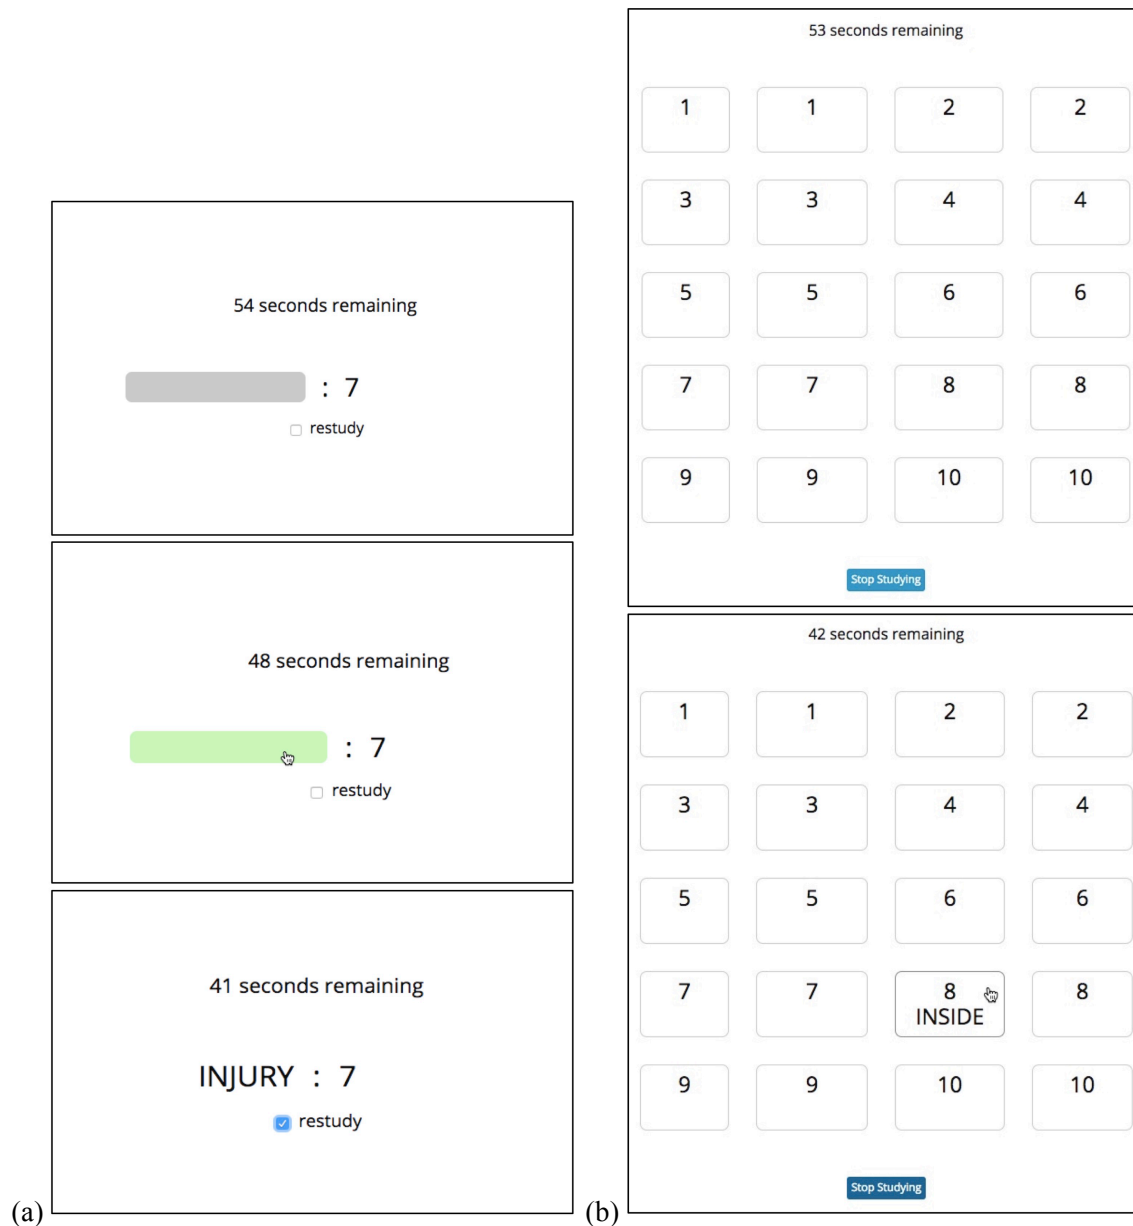 54 seconds remaining
: 7
restudy
48 seconds remaining
: 7
restudy
41 seconds remaining
INJURY : 7
restudy
(a)
53 seconds remaining
1 1 2 2
3 3 4 4
5 5 6 6
7 7 8 8
9 9 10 10
Stop Studying
42 seconds remaining
1 1 2 2
3 3 4 4
5 5 6 6
7 7 8 8
INSIDE
9 9 10 10
Stop Studying
(b)